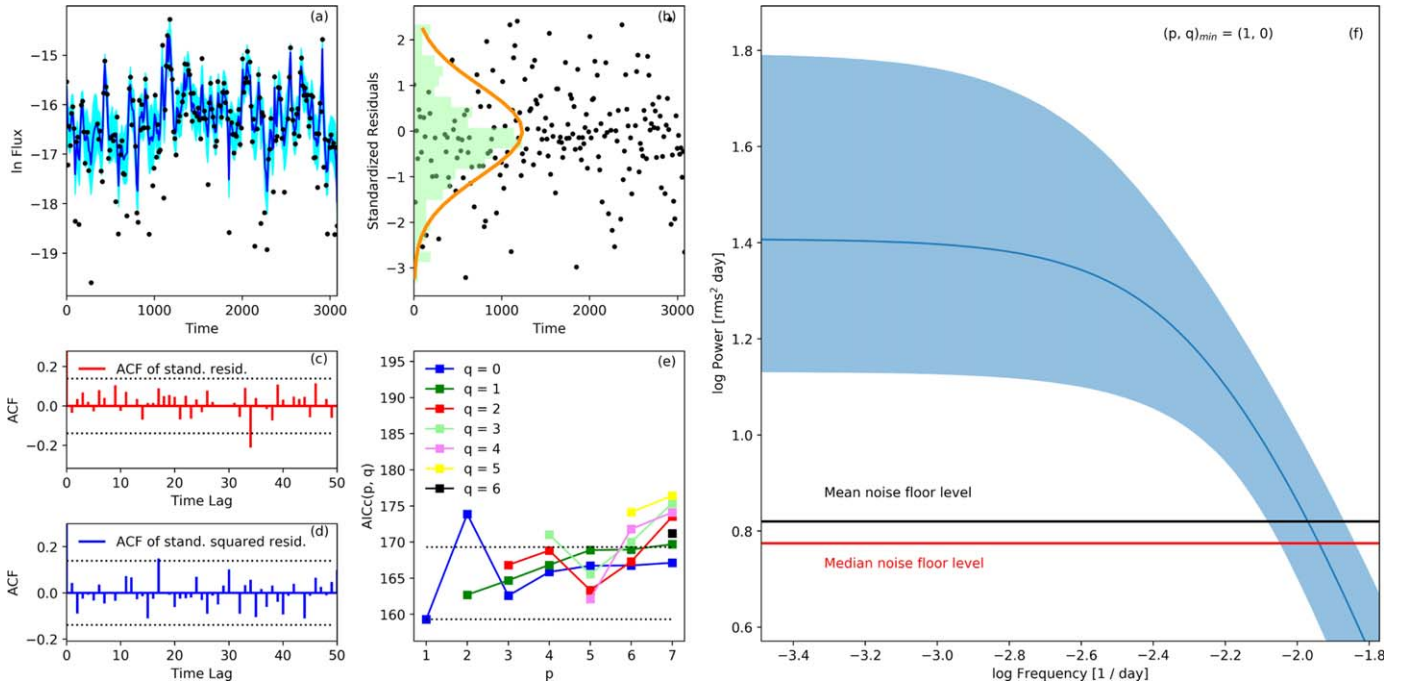 (a)
ln Flux
−15
−16
−17
−18
−19
0 1000 2000 3000
Time
(b)
Standardized Residuals
2
1
0
−1
−2
−3
0 1000 2000 3000
Time
(c)
ACF of stand. resid.
ACF
0.2
0.0
−0.2
0 10 20 30 40 50
Time Lag
(d)
ACF of stand. squared resid.
ACF
0.2
0.0
−0.2
0 10 20 30 40 50
Time Lag
(e)
AICc(p, q)
195
190
185
180
175
170
165
160
q = 0
q = 1
q = 2
q = 3
q = 4
q = 5
q = 6
1 2 3 4 5 6 7
p
(p, q)min = (1, 0)
(f)
log Power [rms² day]
1.8
1.6
1.4
1.2
1.0
0.8
0.6
Mean noise floor level
Median noise floor level
−3.4 −3.2 −3.0 −2.8 −2.6 −2.4 −2.2 −2.0 −1.8
log Frequency [1 / day]